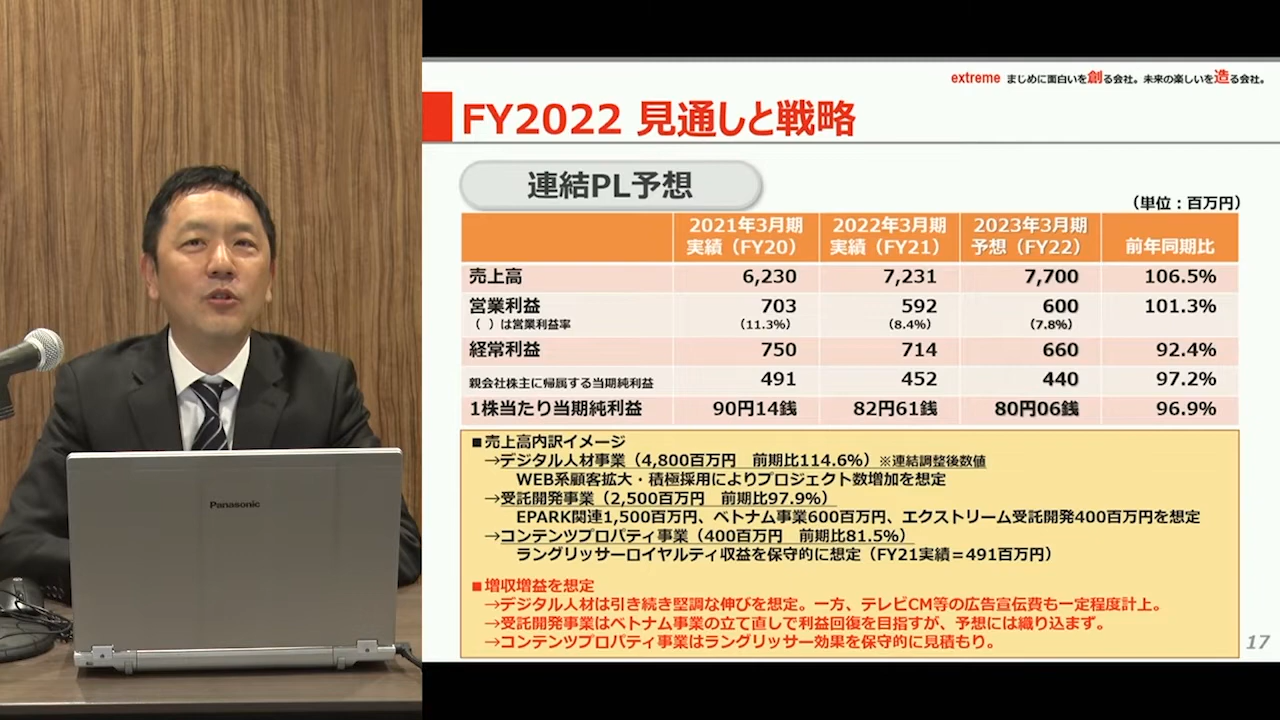 extreme まじめに面白いを創る会社。未来の楽しいを造る会社。
FY2022 見通しと戦略
連結PL予想
（単位：百万円）
2021年3月期 実績（FY20） 2022年3月期 実績（FY21） 2023年3月期 予想（FY22） 前年同期比
売上高 6,230 7,231 7,700 106.5%
営業利益 703 592 600 101.3%
（ ）は営業利益率 （11.3%） （8.4%） （7.8%）
経常利益 750 714 660 92.4%
親会社株主に帰属する当期純利益 491 452 440 97.2%
1株当たり当期純利益 90円14銭 82円61銭 80円06銭 96.9%
■売上高内訳イメージ
→デジタル人材事業（4,800百万円 前期比114.6%）※連結調整後数値
WEB系顧客拡大・積極採用によりプロジェクト数増加を想定
→受託開発事業（2,500百万円 前期比97.9%）
EPARK関連1,500百万円、ベトナム事業600百万円、エクストリーム受託開発400百万円を想定
→コンテンツプロパティ事業（400百万円 前期比81.5%）
ラングリッサーロイヤルティ収益を保守的に想定（FY21実績＝491百万円）
■増収増益を想定
→デジタル人材は引き続き堅調な伸びを想定。一方、テレビCM等の広告宣伝費も一定程度計上。
→受託開発事業はベトナム事業の立て直しで利益回復を目指すが、予想には織り込まず。
→コンテンツプロパティ事業はラングリッサー効果を保守的に見積もり。
17
Panasonic